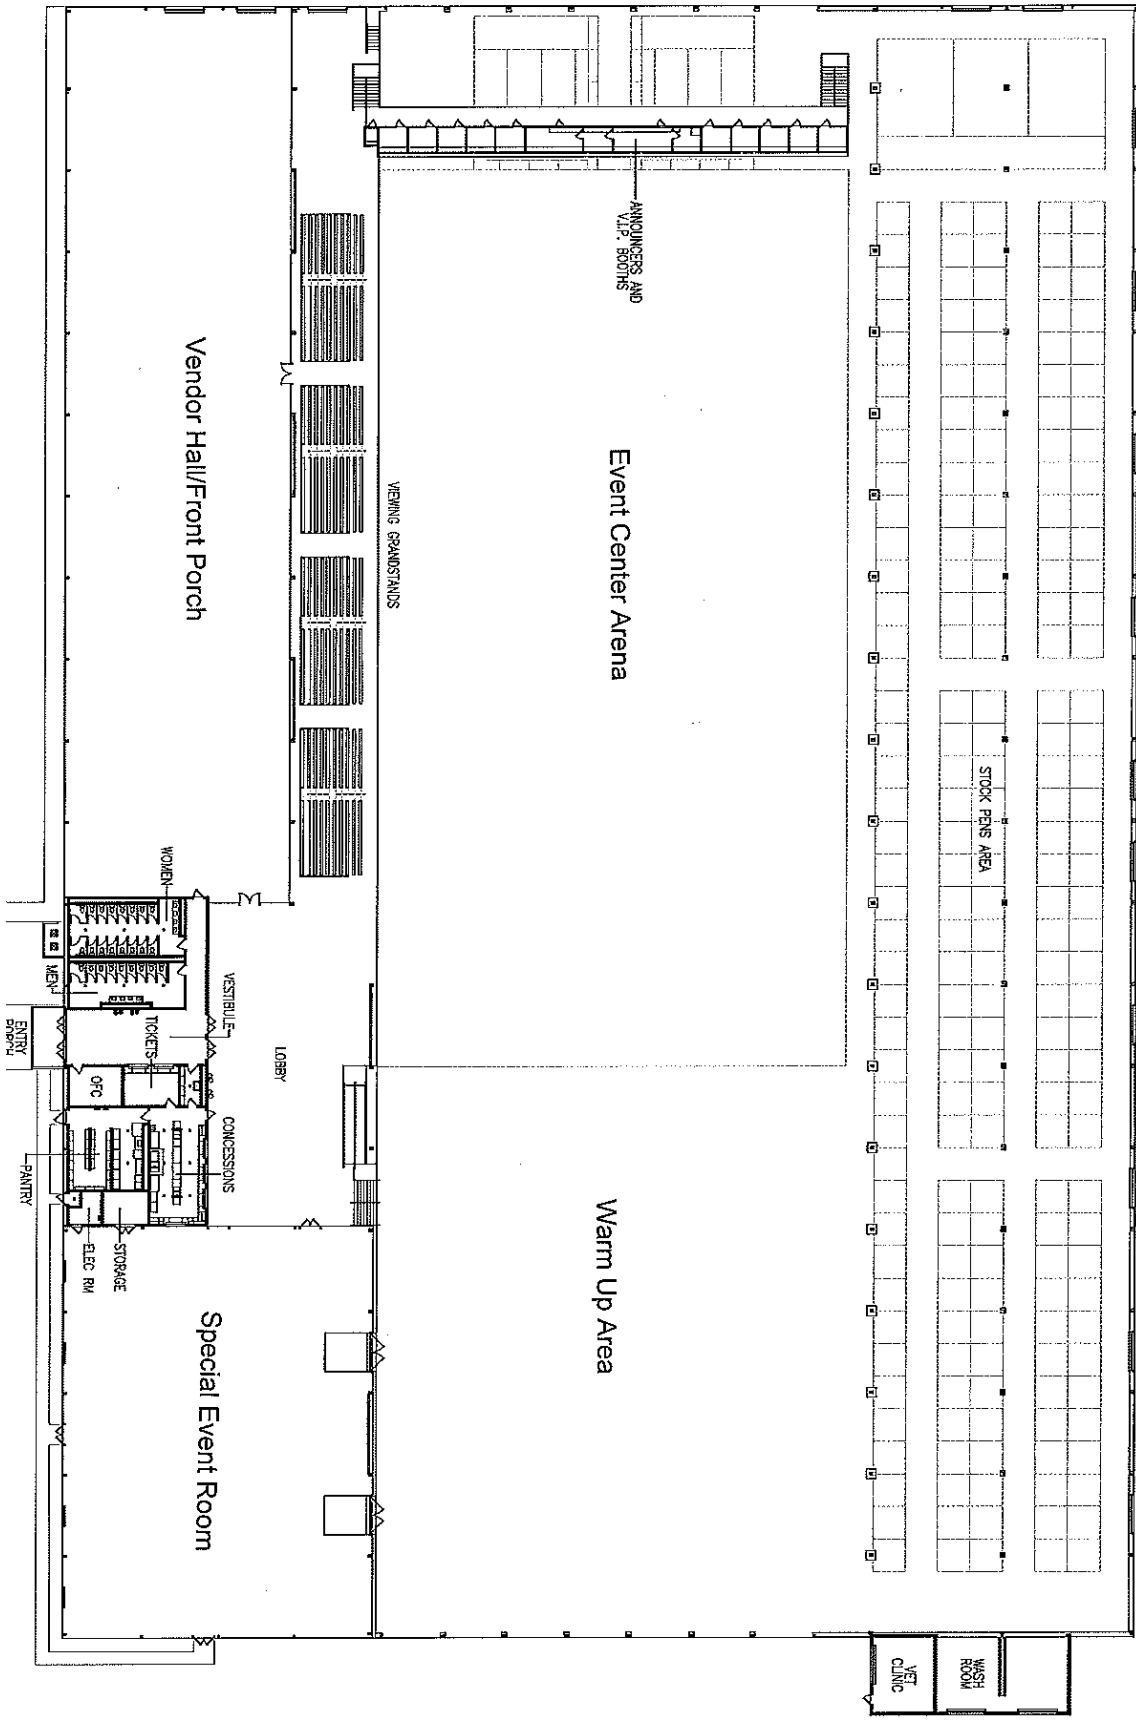 ANNOUNCERS AND
V.I.P. BOOTHS
Vendor Hall/Front Porch
VIEWING GRANDSTANDS
Event Center Arena
STOCK PENS AREA
WOMEN
MEN
VESTIBULE
TICKETS
ENTRY
PORCH
LOBBY
OFC
CONCESSIONS
PANTRY
STORAGE
ELEC RM
Warm Up Area
Special Event Room
VET
CLINIC
WASH
ROOM